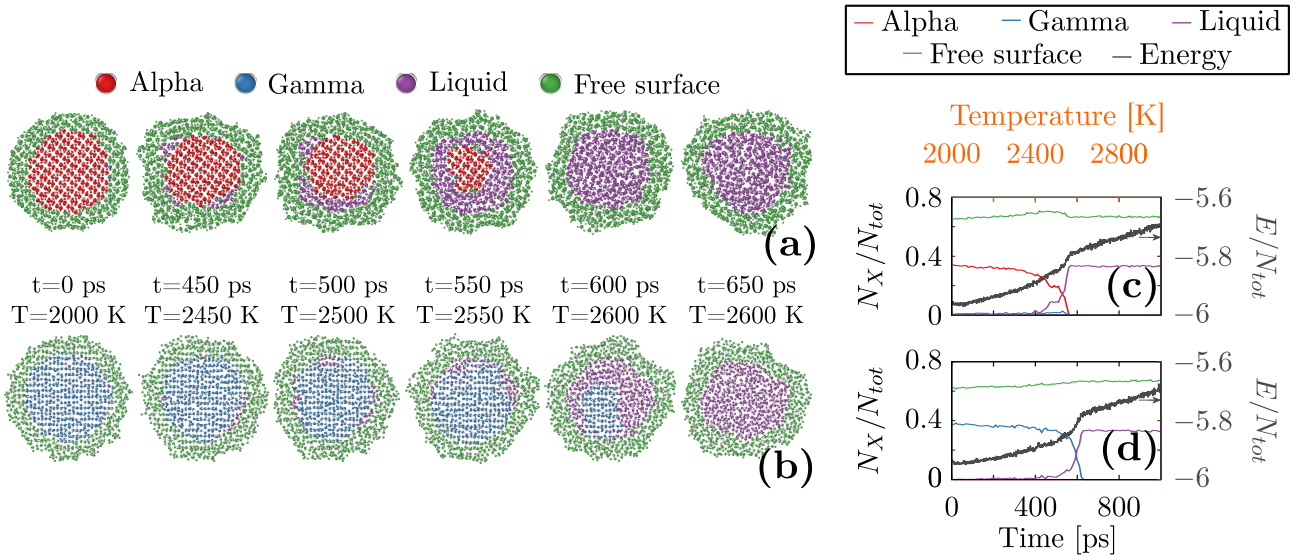 Alpha Gamma Liquid Free surface
(a)
t=0 ps t=450 ps t=500 ps t=550 ps t=600 ps t=650 ps
T=2000 K T=2450 K T=2500 K T=2550 K T=2600 K T=2600 K
(b)
Alpha Gamma Liquid
Free surface Energy
Temperature [K]
2000 2400 2800
0.8 −5.6
0.4 −5.8
0 −6
N_X/N_tot
E/N_tot
(c)
0.8 −5.6
0.4 −5.8
0 −6
N_X/N_tot
E/N_tot
(d)
0 400 800
Time [ps]